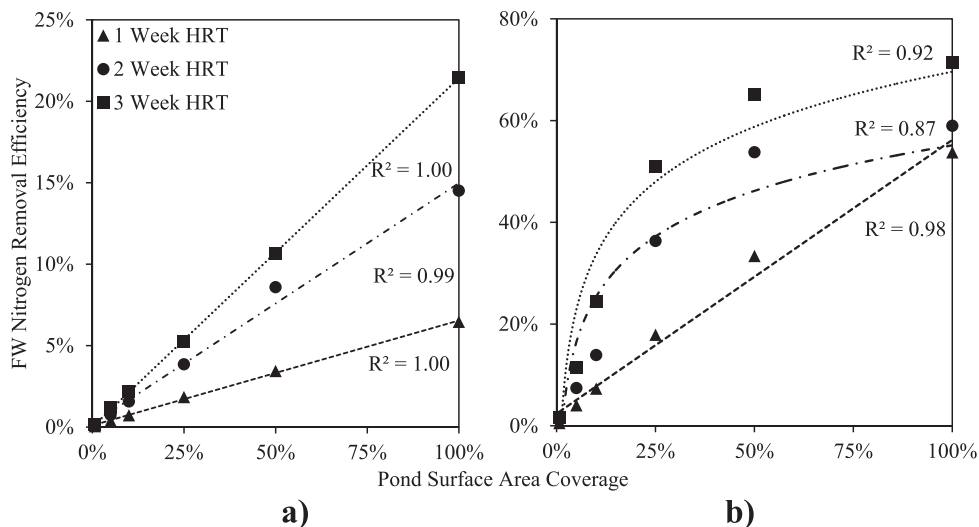 FW Nitrogen Removal Efficiency
25%
20%
15%
10%
5%
0%
▲ 1 Week HRT
● 2 Week HRT
■ 3 Week HRT
R² = 1.00
R² = 0.99
R² = 1.00
0% 25% 50% 75% 100%
80%
60%
40%
20%
0%
R² = 0.92
R² = 0.87
R² = 0.98
0% 25% 50% 75% 100%
Pond Surface Area Coverage
a) b)